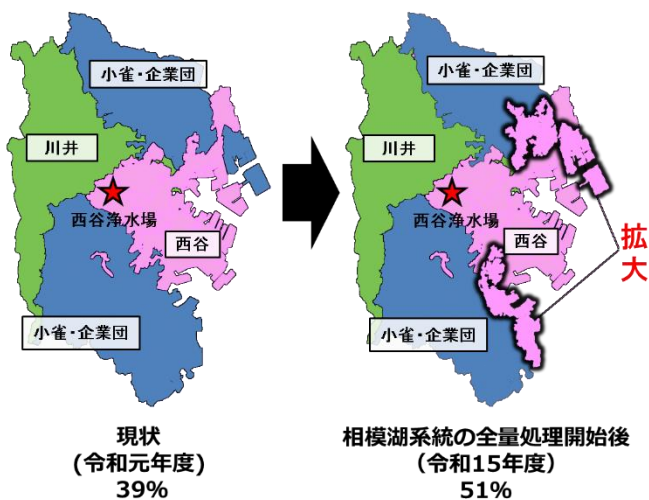 小雀・企業団
川井
西谷浄水場
西谷
小雀・企業団
現状
(令和元年度)
39%
小雀・企業団
川井
西谷浄水場
西谷
拡大
小雀・企業団
相模湖系統の全量処理開始後
（令和15年度）
51%